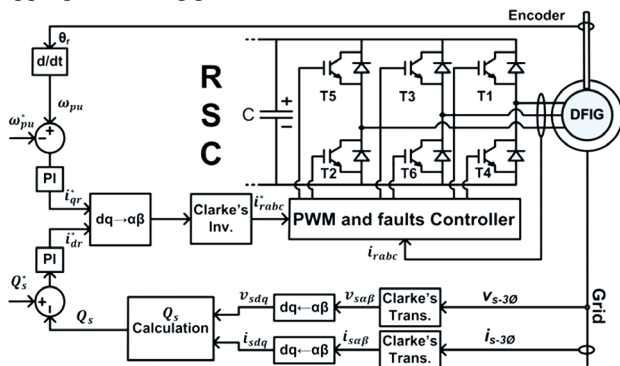 Encoder
θr
d/dt
ωpu
ω*pu
- +
PI
i*qr
dq→αβ
Clarke's
Inv.
i*rabc
PWM and faults Controller
irabc
R
S
C
C
+
-
T5
T3
T1
T2
T6
T4
DFIG
i*dr
PI
Q*s
+ -
Qs
Qs
Calculation
vsdq
dq←αβ
vsαβ
Clarke's
Trans.
vs-3Ø
isdq
dq←αβ
isαβ
Clarke's
Trans.
is-3Ø
Grid